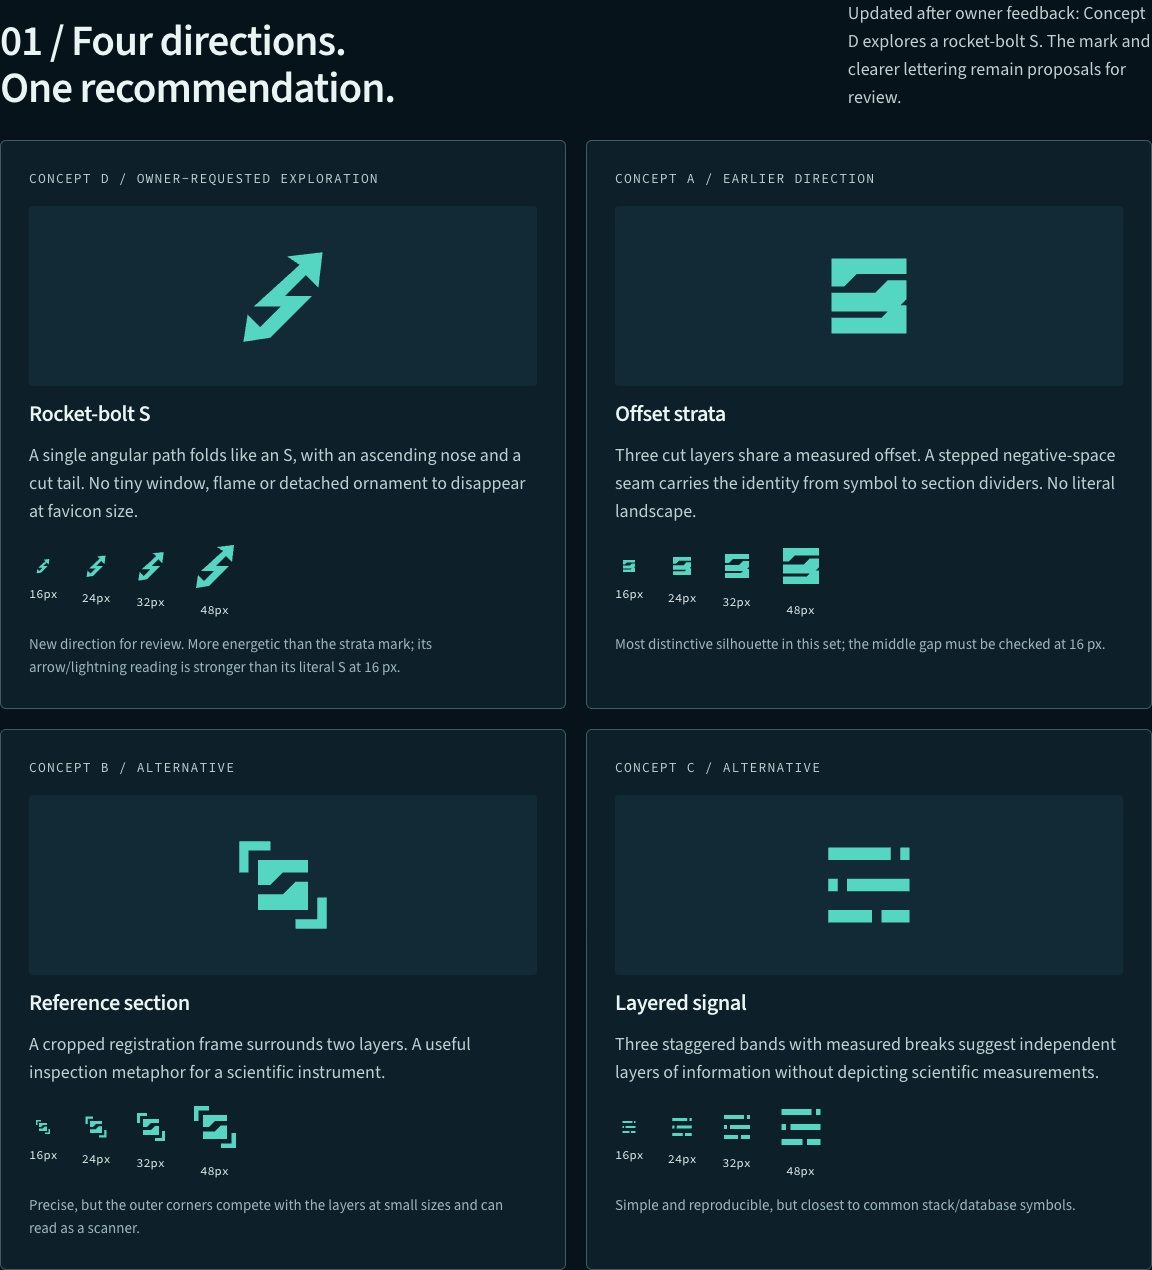 01 / Four directions.
One recommendation.
Updated after owner feedback: Concept
D explores a rocket-bolt S. The mark and
clearer lettering remain proposals for
review.
CONCEPT D / OWNER-REQUESTED EXPLORATION
Rocket-bolt S
A single angular path folds like an S, with an ascending nose and a
cut tail. No tiny window, flame or detached ornament to disappear
at favicon size.
16px 24px 32px 48px
New direction for review. More energetic than the strata mark; its
arrow/lightning reading is stronger than its literal S at 16 px.
CONCEPT A / EARLIER DIRECTION
Offset strata
Three cut layers share a measured offset. A stepped negative-space
seam carries the identity from symbol to section dividers. No literal
landscape.
16px 24px 32px 48px
Most distinctive silhouette in this set; the middle gap must be checked at 16 px.
CONCEPT B / ALTERNATIVE
Reference section
A cropped registration frame surrounds two layers. A useful
inspection metaphor for a scientific instrument.
16px 24px 32px 48px
Precise, but the outer corners compete with the layers at small sizes and can
read as a scanner.
CONCEPT C / ALTERNATIVE
Layered signal
Three staggered bands with measured breaks suggest independent
layers of information without depicting scientific measurements.
16px 24px 32px 48px
Simple and reproducible, but closest to common stack/database symbols.